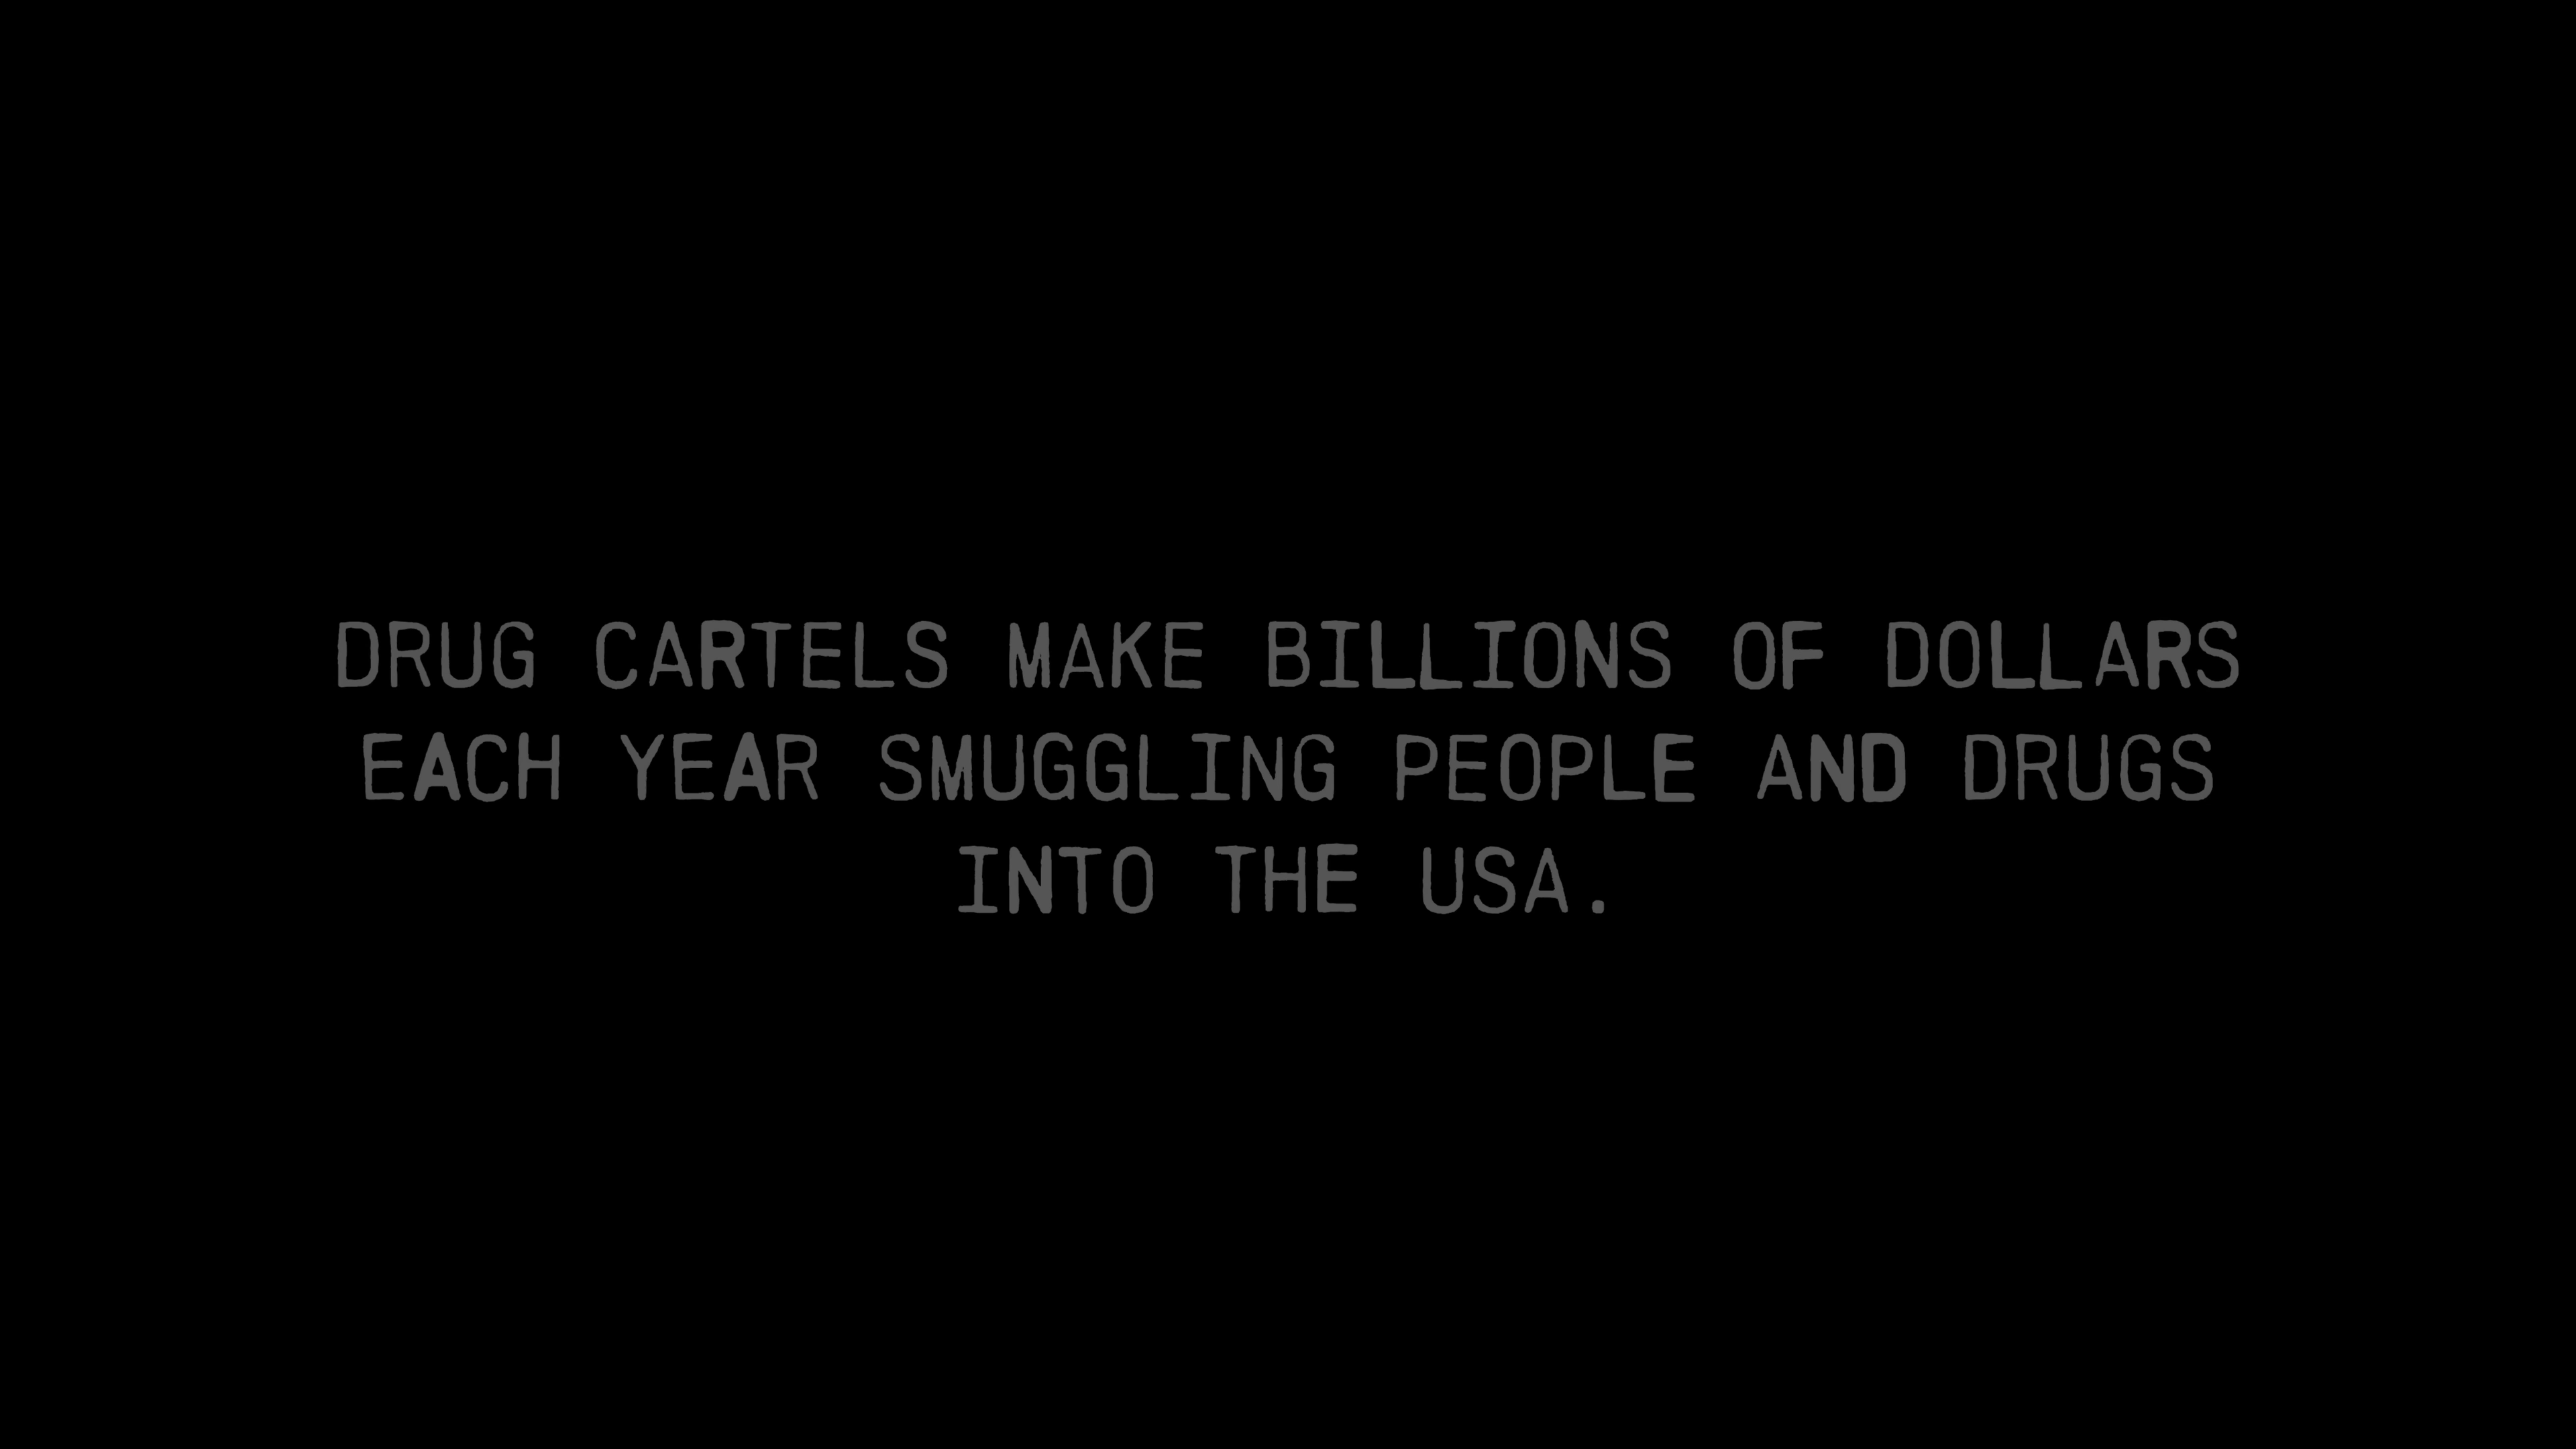 DRUG CARTELS MAKE BILLIONS OF DOLLARS
EACH YEAR SMUGGLING PEOPLE AND DRUGS
INTO THE USA.